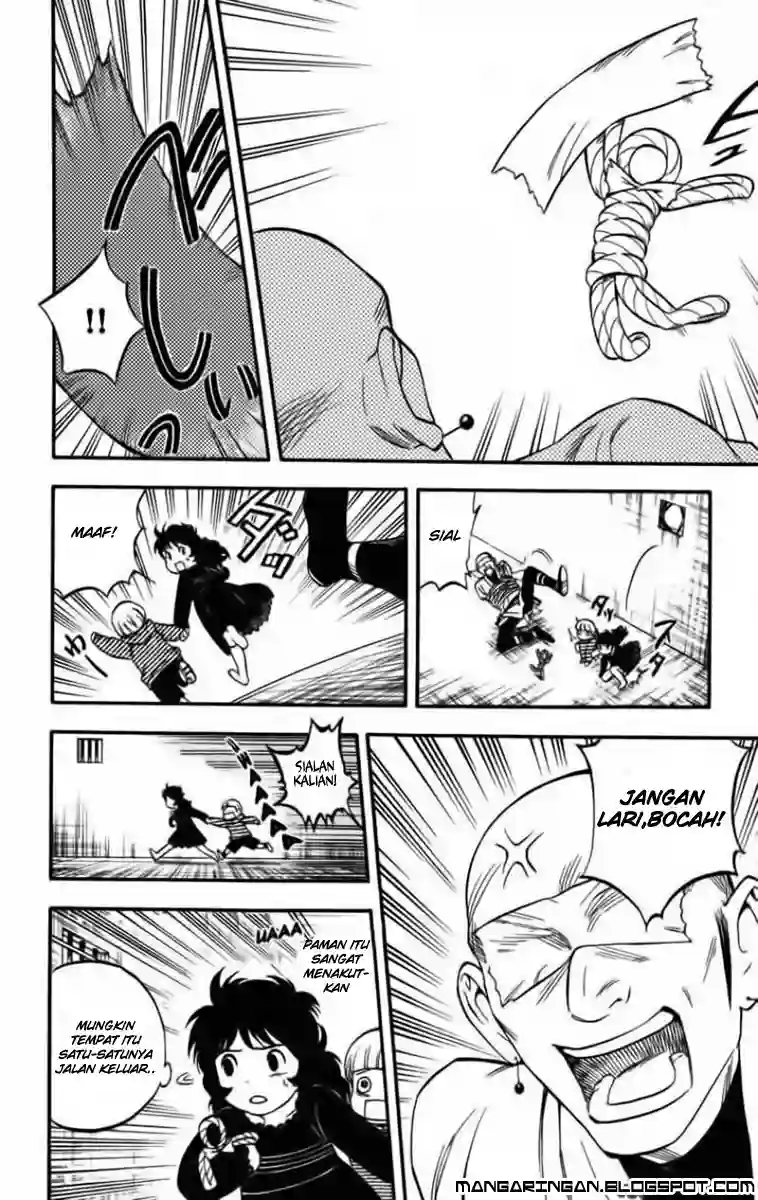 !!
MAAF!
SIAL
SIALAN
KALIAN!
JANGAN
LARI,BOCAH!
WAAAAA
UAAA
PAMAN ITU
SANGAT
MENAKUT-
KAN
MUNGKIN
TEMPAT ITU
SATU-SATUNYA
JALAN KELUAR..
MANGARINGAN.BLOGSPOT.COM